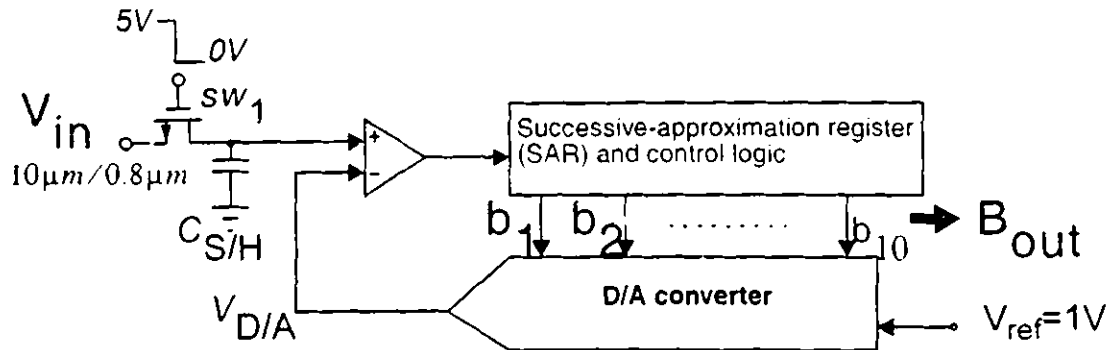 5V
0V
SW1
Vin
10μm/0.8μm
CS/H
+
-
Successive-approximation register
(SAR) and control logic
b1 b2 ......... b10
Bout
D/A converter
VD/A
Vref=1V